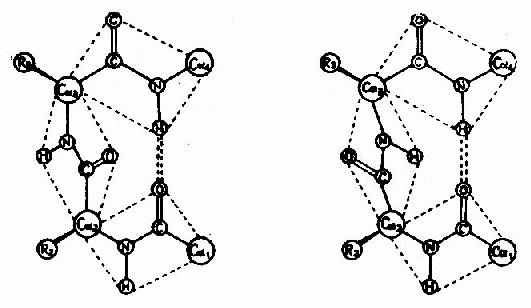 O
R₃ C Cα₄ R₃ C Cα₄
Cα₃ N Cα₃ N
H
H N O N H
C O C
O O
Cα₂ C Cα₂ C
R₂ N Cα₁ R₂ N Cα₁
H H